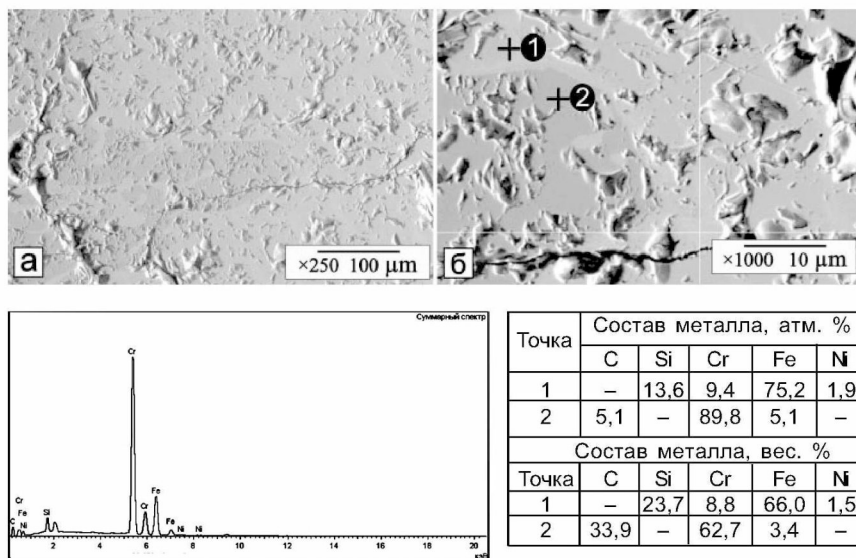 1
2
а
×250 100 μm
б
×1000 10 μm
Суммарный спектр
Cr
Cr
Fe
C
Ni
Si
Cr
Fe
Fe
Ni
Ni
2
4
6
8
10
12
14
16
18
20
кэВ
Точка
Состав металла, атм. %
C Si Cr Fe Ni
1 – 13,6 9,4 75,2 1,9
2 5,1 – 89,8 5,1 –
Состав металла, вес. %
Точка C Si Cr Fe Ni
1 – 23,7 8,8 66,0 1,5
2 33,9 – 62,7 3,4 –